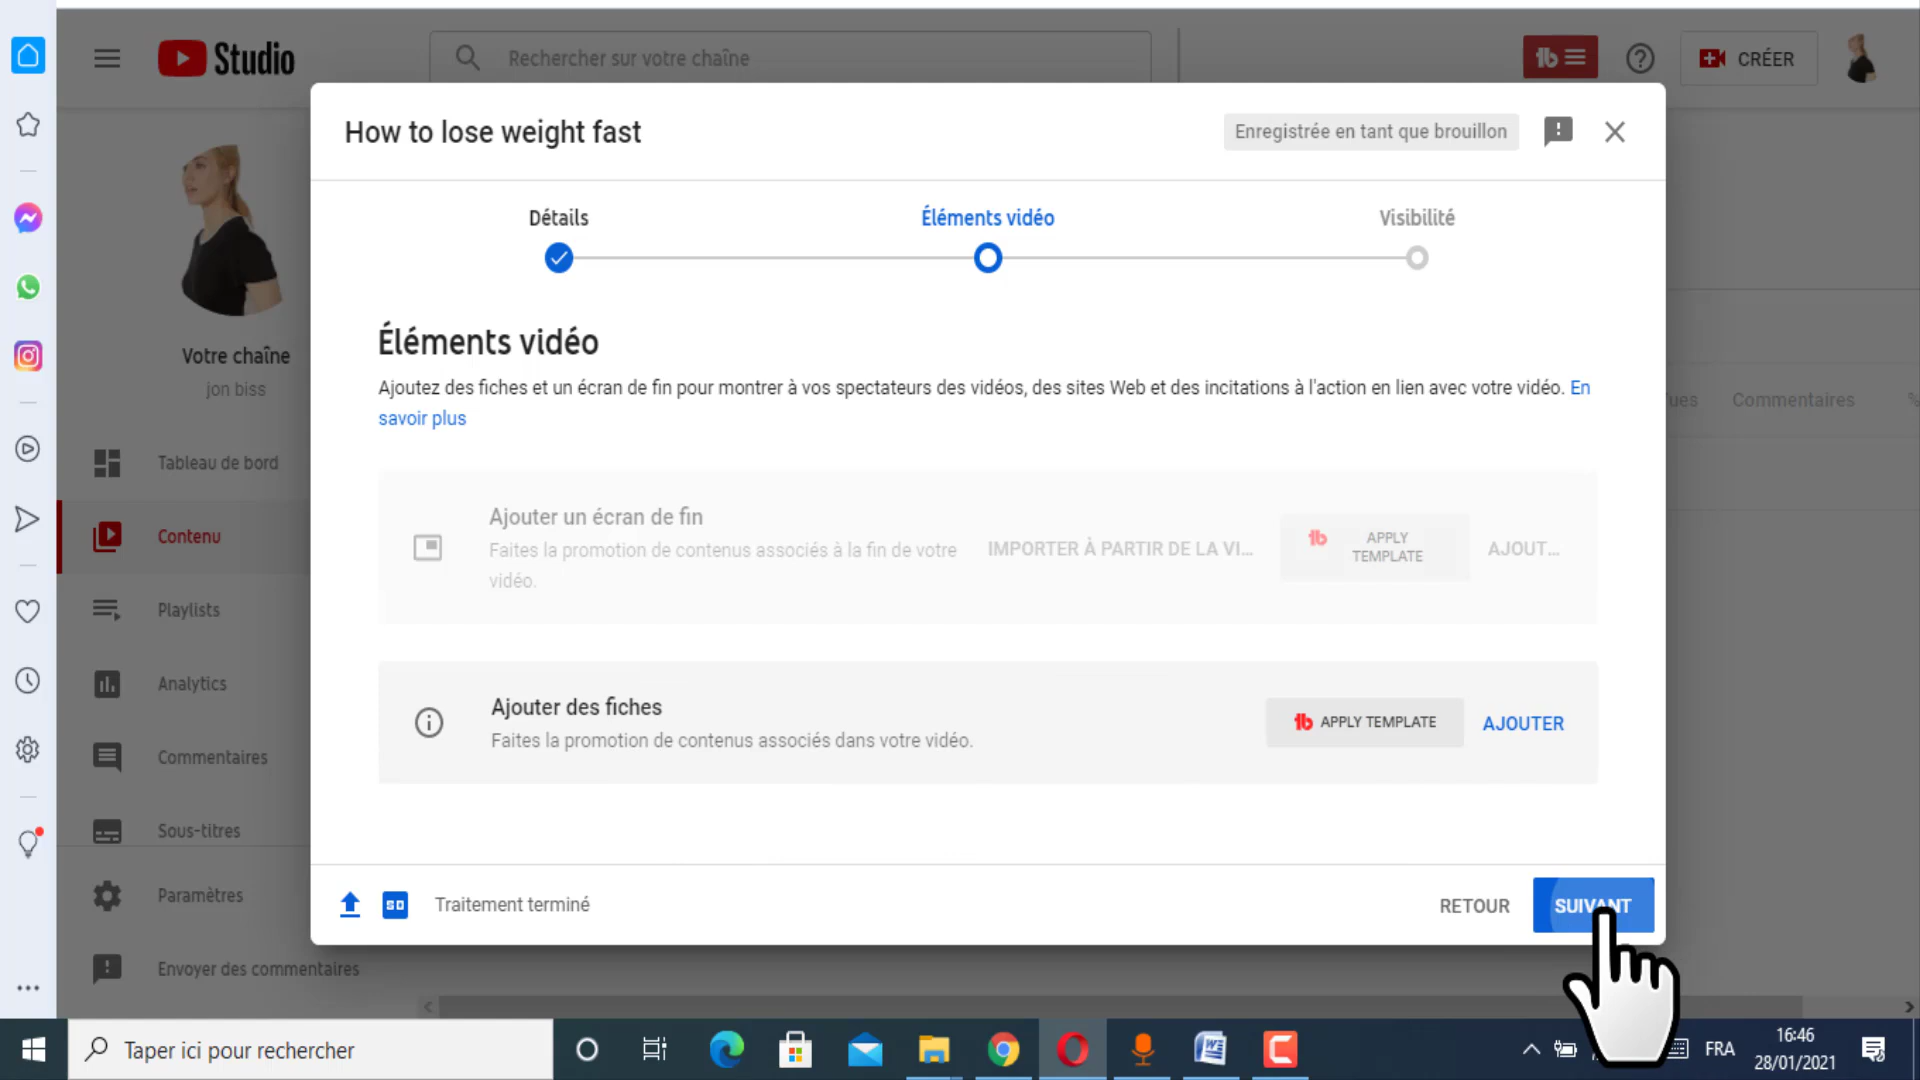 Studio
Rechercher sur votre chaîne
CRÉER
How to lose weight fast
Enregistrée en tant que brouillon
Détails
Éléments vidéo
Visibilité
Votre chaîne
jon biss
Éléments vidéo
Ajoutez des fiches et un écran de fin pour montrer à vos spectateurs des vidéos, des sites Web et des incitations à l'action en lien avec votre vidéo. En
savoir plus
Commentaires
Tableau de bord
Contenu
Playlists
Analytics
Commentaires
Sous-titres
Paramètres
Envoyer des commentaires
Ajouter un écran de fin
Faites la promotion de contenus associés à la fin de votre
vidéo.
IMPORTER À PARTIR DE LA VI...
APPLY
TEMPLATE
AJOUT...
Ajouter des fiches
Faites la promotion de contenus associés dans votre vidéo.
APPLY TEMPLATE
AJOUTER
SD
Traitement terminé
RETOUR
SUIVANT
Taper ici pour rechercher
FRA
16:46
28/01/2021